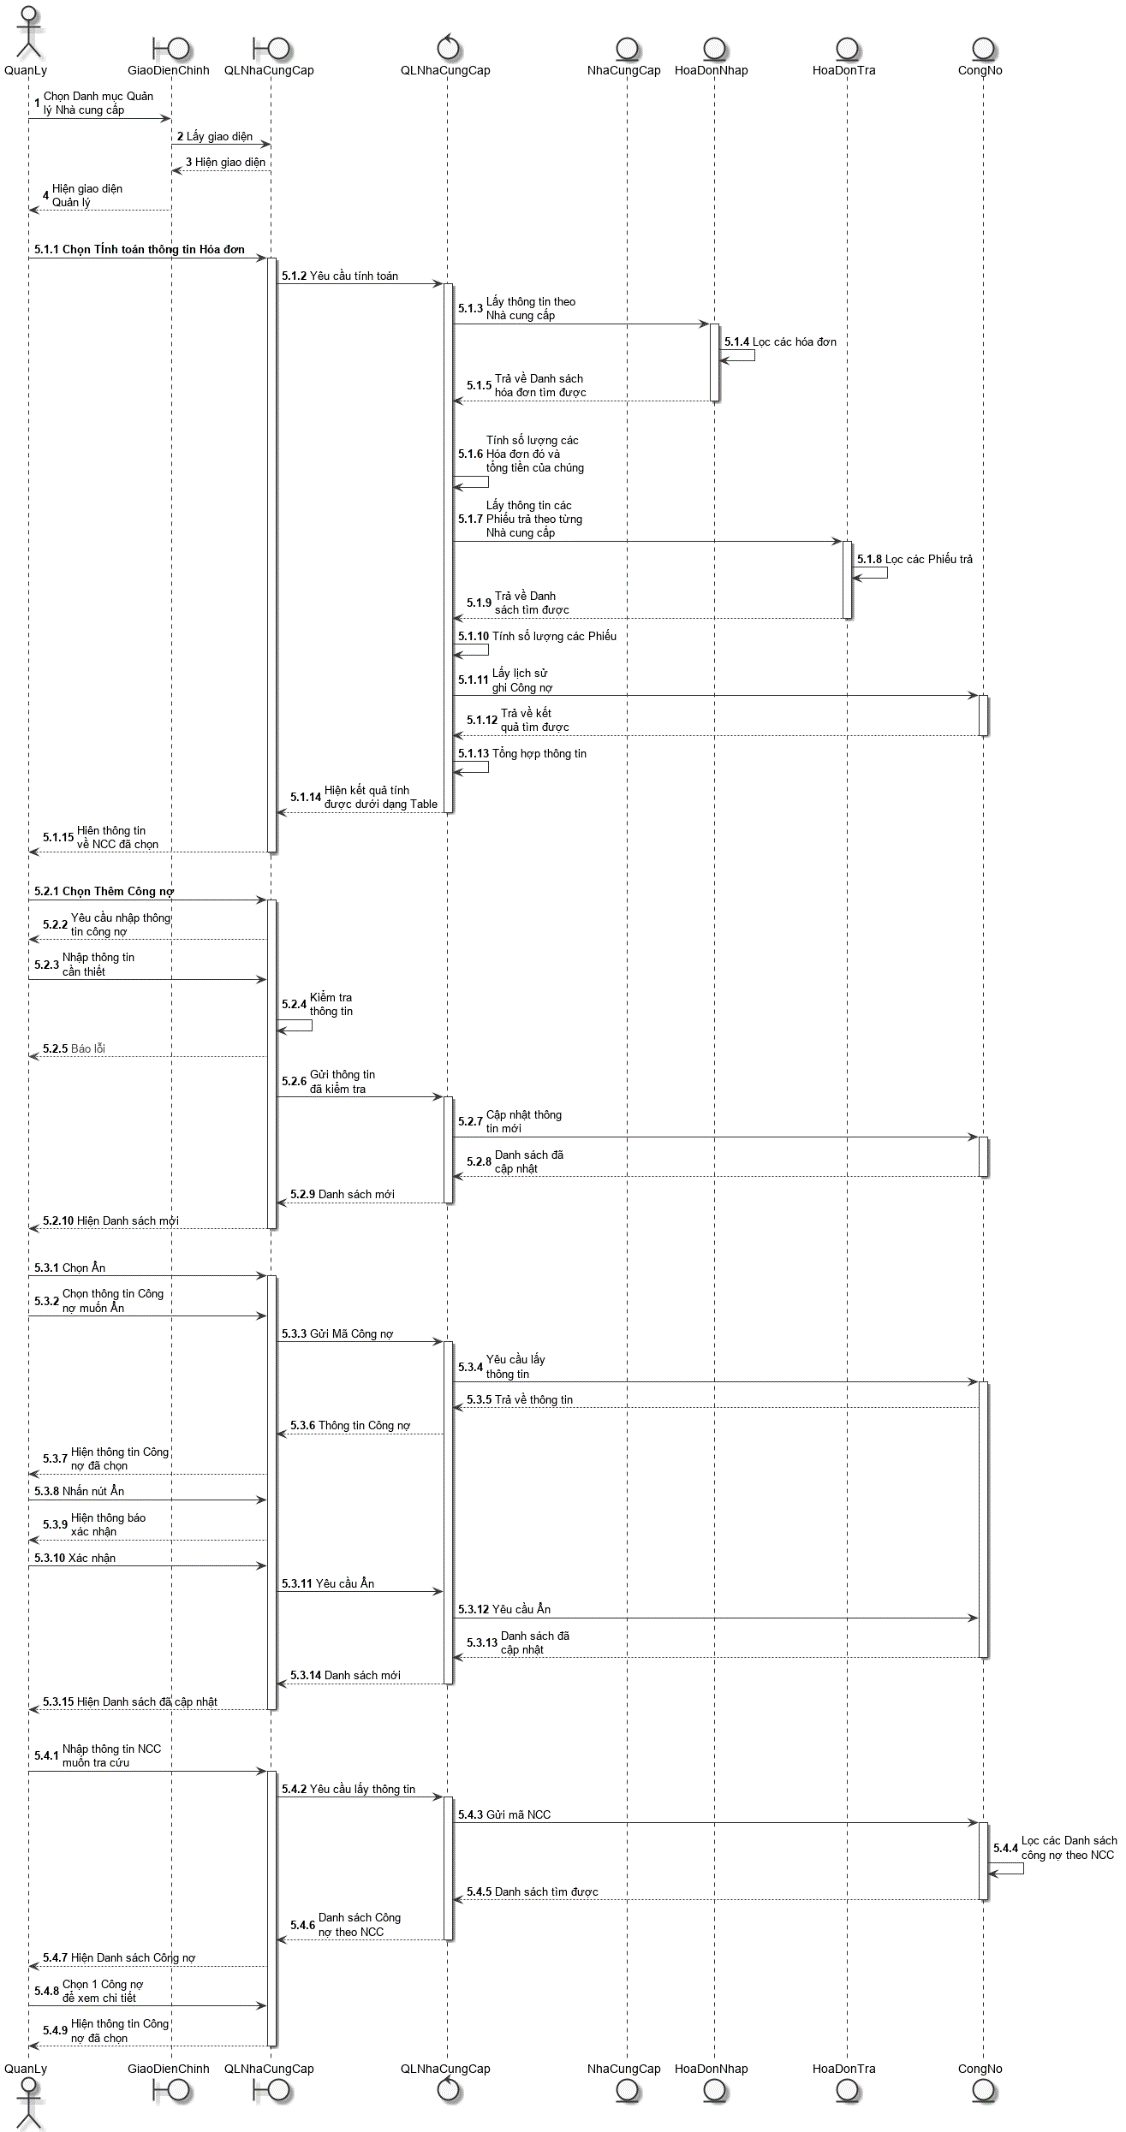 QuanLy
GiaoDienChinh
QLNhaCungCap
QLNhaCungCap
NhaCungCap
HoaDonNhap
HoaDonTra
CongNo
1 Chọn Danh mục Quản
lý Nhà cung cấp
2 Lấy giao diện
3 Hiện giao diện
4 Hiện giao diện
Quản lý
5.1.1 Chọn TÍnh toán thông tin Hóa đơn
5.1.2 Yêu cầu tính toán
5.1.3 Lấy thông tin theo
Nhà cung cấp
5.1.4 Lọc các hóa đơn
5.1.5 Trả về Danh sách
hóa đơn tìm được
5.1.6 Tính số lượng các
Hóa đơn đó và
tổng tiền của chúng
5.1.7 Lấy thông tin các
Phiếu trả theo từng
Nhà cung cấp
5.1.8 Lọc các Phiếu trả
5.1.9 Trả về Danh
sách tìm được
5.1.10 Tính số lượng các Phiếu
5.1.11 Lấy lịch sử
ghi Công nợ
5.1.12 Trả về kết
quả tìm được
5.1.13 Tổng hợp thông tin
5.1.14 Hiện kết quả tính
được dưới dạng Table
5.1.15 Hiên thông tin
về NCC đã chọn
5.2.1 Chọn Thêm Công nợ
5.2.2 Yêu cầu nhập thông
tin công nợ
5.2.3 Nhập thông tin
cần thiết
5.2.4 Kiểm tra
thông tin
5.2.5 Báo lỗi
5.2.6 Gửi thông tin
đã kiểm tra
5.2.7 Cập nhật thông
tin mới
5.2.8 Danh sách đã
cập nhật
5.2.9 Danh sách mới
5.2.10 Hiện Danh sách mới
5.3.1 Chọn Ẩn
5.3.2 Chọn thông tin Công
nợ muốn Ẩn
5.3.3 Gửi Mã Công nợ
5.3.4 Yêu cầu lấy
thông tin
5.3.5 Trả về thông tin
5.3.6 Thông tin Công nợ
5.3.7 Hiện thông tin Công
nợ đã chọn
5.3.8 Nhấn nút Ẩn
5.3.9 Hiện thông báo
xác nhận
5.3.10 Xác nhận
5.3.11 Yêu cầu Ẩn
5.3.12 Yêu cầu Ẩn
5.3.13 Danh sách đã
cập nhật
5.3.14 Danh sách mới
5.3.15 Hiện Danh sách đã cập nhật
5.4.1 Nhập thông tin NCC
muốn tra cứu
5.4.2 Yêu cầu lấy thông tin
5.4.3 Gửi mã NCC
5.4.4 Lọc các Danh sách
công nợ theo NCC
5.4.5 Danh sách tìm được
5.4.6 Danh sách Công
nợ theo NCC
5.4.7 Hiện Danh sách Công nợ
5.4.8 Chọn 1 Công nợ
để xem chi tiết
5.4.9 Hiện thông tin Công
nợ đã chọn
QuanLy
GiaoDienChinh
QLNhaCungCap
QLNhaCungCap
NhaCungCap
HoaDonNhap
HoaDonTra
CongNo